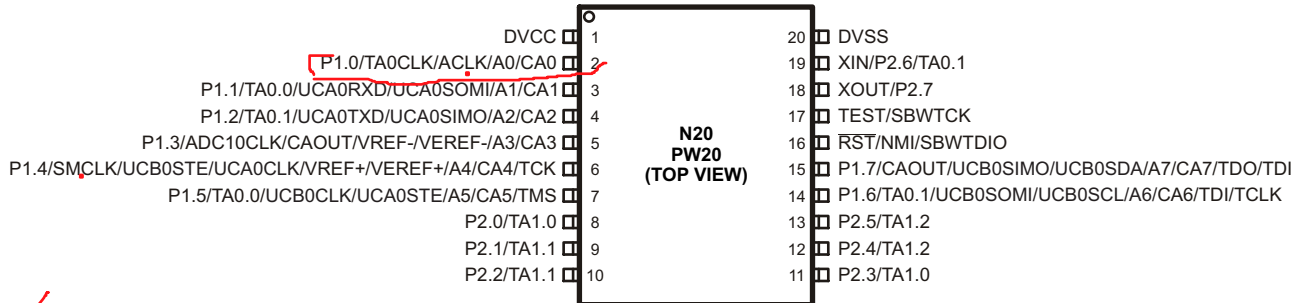 DVCC 1 20 DVSS
P1.0/TA0CLK/ACLK/A0/CA0 2 19 XIN/P2.6/TA0.1
P1.1/TA0.0/UCA0RXD/UCA0SOMI/A1/CA1 3 18 XOUT/P2.7
P1.2/TA0.1/UCA0TXD/UCA0SIMO/A2/CA2 4 17 TEST/SBWTCK
P1.3/ADC10CLK/CAOUT/VREF-/VEREF-/A3/CA3 5 16 RST/NMI/SBWTDIO
P1.4/SMCLK/UCB0STE/UCA0CLK/VREF+/VEREF+/A4/CA4/TCK 6 15 P1.7/CAOUT/UCB0SIMO/UCB0SDA/A7/CA7/TDO/TDI
P1.5/TA0.0/UCB0CLK/UCA0STE/A5/CA5/TMS 7 14 P1.6/TA0.1/UCB0SOMI/UCB0SCL/A6/CA6/TDI/TCLK
P2.0/TA1.0 8 13 P2.5/TA1.2
P2.1/TA1.1 9 12 P2.4/TA1.2
P2.2/TA1.1 10 11 P2.3/TA1.0
N20
PW20
(TOP VIEW)